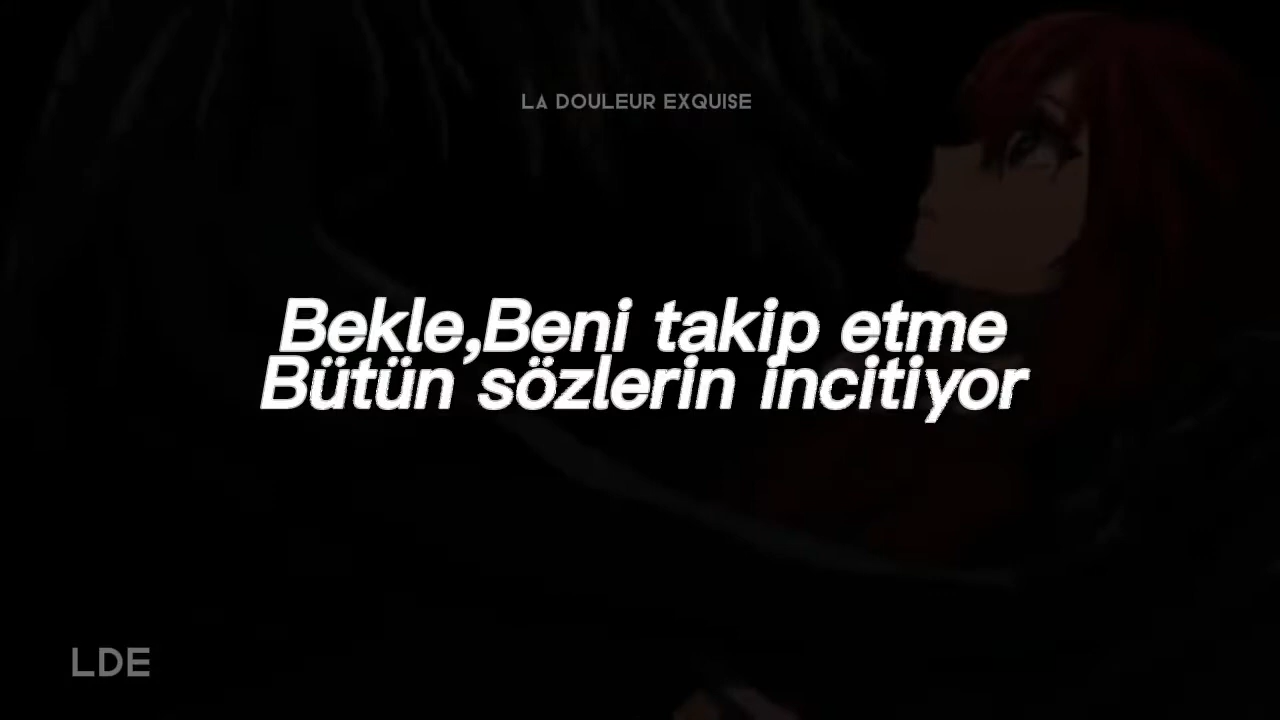 LA DOULEUR EXQUISE
Bekle,Beni takip etme
Bütün sözlerin incitiyor
LDE